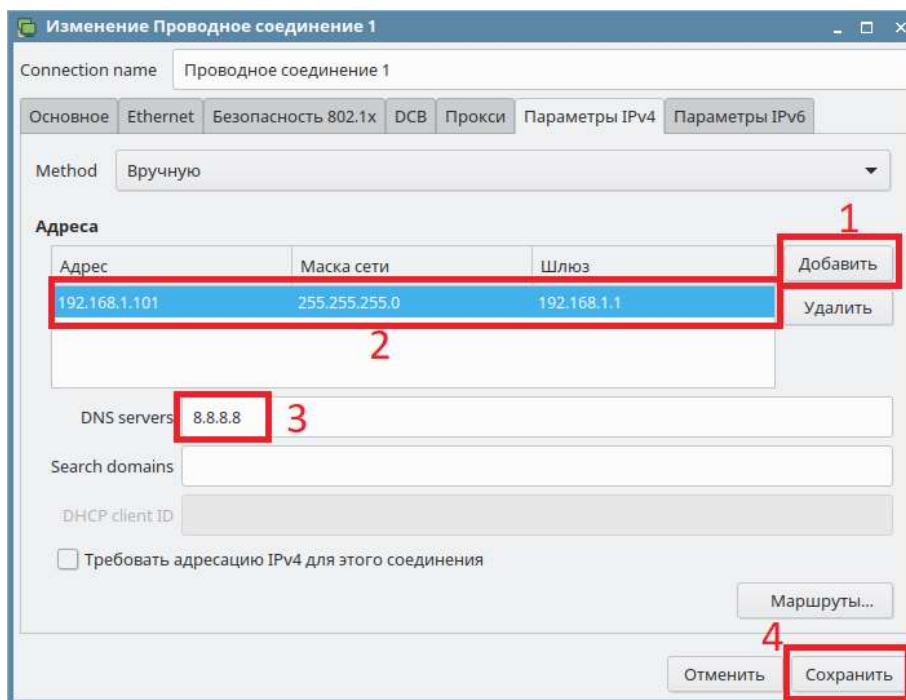 Изменение Проводное соединение 1
Connection name Проводное соединение 1
Основное Ethernet Безопасность 802.1x DCB Прокси Параметры IPv4 Параметры IPv6
Method Вручную
1
Адреса
Адрес Маска сети Шлюз Добавить
192.168.1.101 255.255.255.0 192.168.1.1 Удалить
2
DNS servers 8.8.8.8 3
Search domains
DHCP client ID
Требовать адресацию IPv4 для этого соединения
Маршруты...
4
Отменить Сохранить